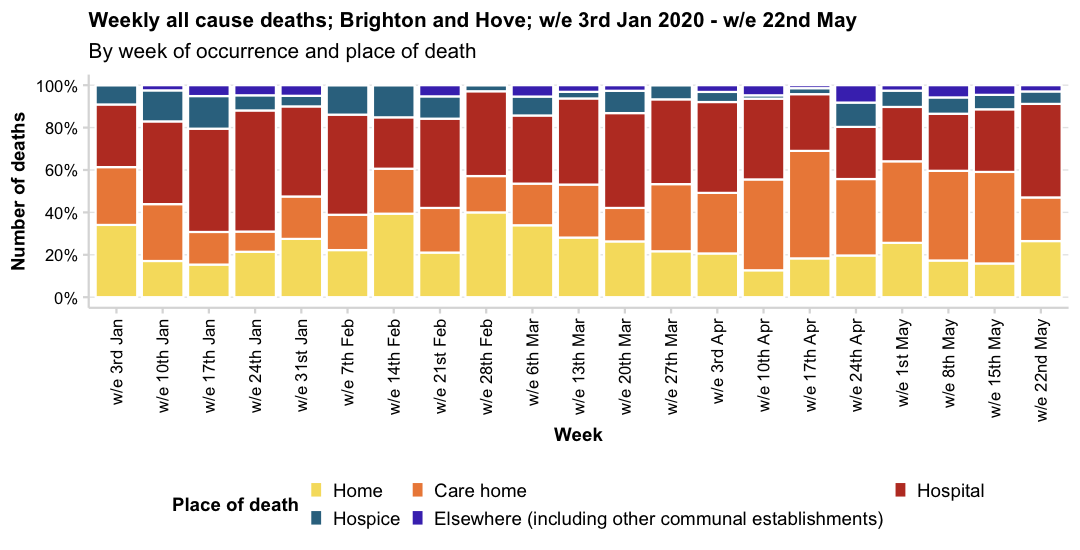 Weekly all cause deaths; Brighton and Hove; w/e 3rd Jan 2020 - w/e 22nd May
By week of occurrence and place of death
Number of deaths
100%
80%
60%
40%
20%
0%
w/e 3rd Jan
w/e 10th Jan
w/e 17th Jan
w/e 24th Jan
w/e 31st Jan
w/e 7th Feb
w/e 14th Feb
w/e 21st Feb
w/e 28th Feb
w/e 6th Mar
w/e 13th Mar
w/e 20th Mar
w/e 27th Mar
w/e 3rd Apr
w/e 10th Apr
w/e 17th Apr
w/e 24th Apr
w/e 1st May
w/e 8th May
w/e 15th May
w/e 22nd May
Week
Place of death
Home Care home Hospital
Hospice Elsewhere (including other communal establishments)